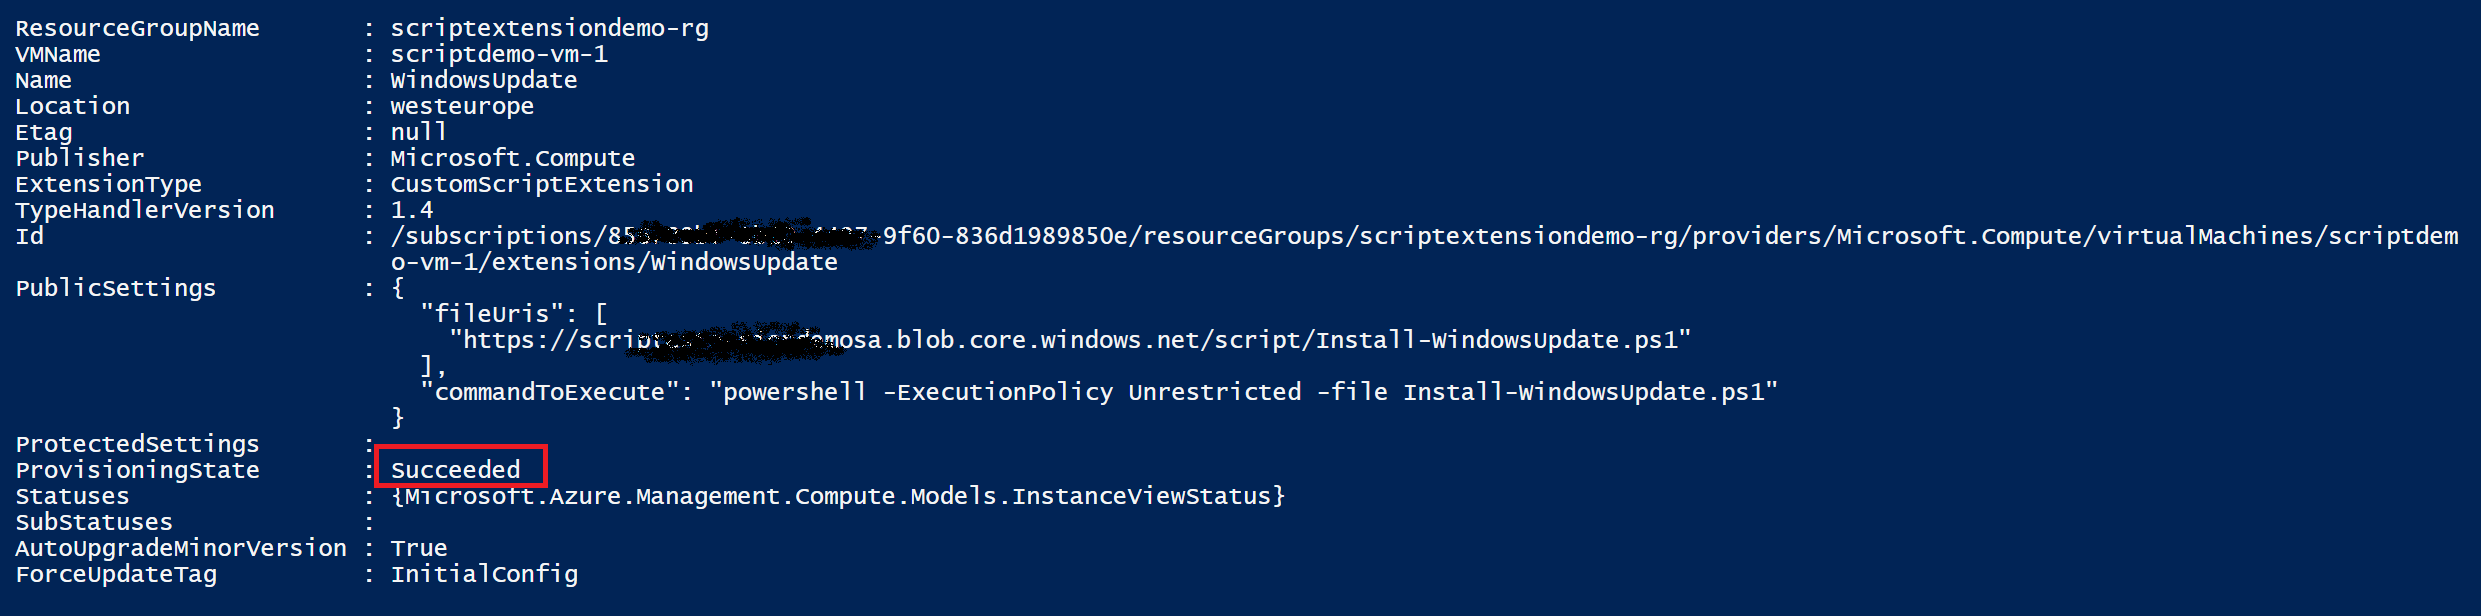 ResourceGroupName : scriptextensiondemo-rg
VMName : scriptdemo-vm-1
Name : WindowsUpdate
Location : westeurope
Etag : null
Publisher : Microsoft.Compute
ExtensionType : CustomScriptExtension
TypeHandlerVersion : 1.4
Id : /subscriptions/85 -9f60-836d1989850e/resourceGroups/scriptextensiondemo-rg/providers/Microsoft.Compute/virtualMachines/scriptdem
o-vm-1/extensions/WindowsUpdate
PublicSettings : {
"fileUris": [
"https://scrip mosa.blob.core.windows.net/script/Install-WindowsUpdate.ps1"
],
"commandToExecute": "powershell -ExecutionPolicy Unrestricted -file Install-WindowsUpdate.ps1"
}
ProtectedSettings :
ProvisioningState : Succeeded
Statuses : {Microsoft.Azure.Management.Compute.Models.InstanceViewStatus}
SubStatuses :
AutoUpgradeMinorVersion : True
ForceUpdateTag : InitialConfig